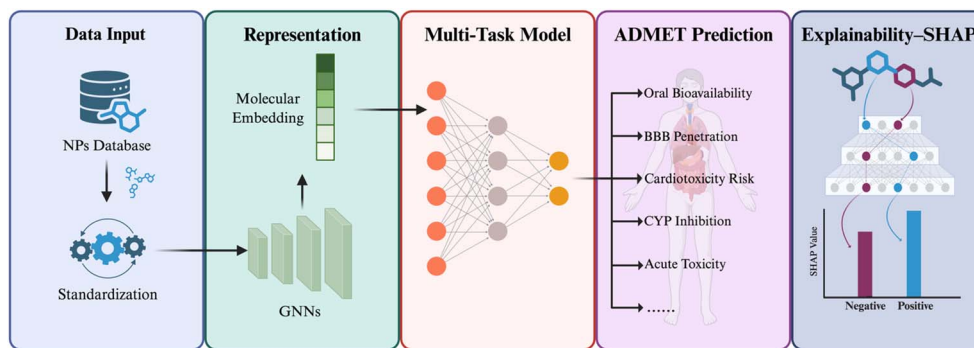 Data Input
NPs Database
Standardization
Representation
Molecular
Embedding
GNNs
Multi-Task Model
ADMET Prediction
Oral Bioavailability
BBB Penetration
Cardiotoxicity Risk
CYP Inhibition
Acute Toxicity
......
Explainability–SHAP
SHAP Value
Negative
Positive